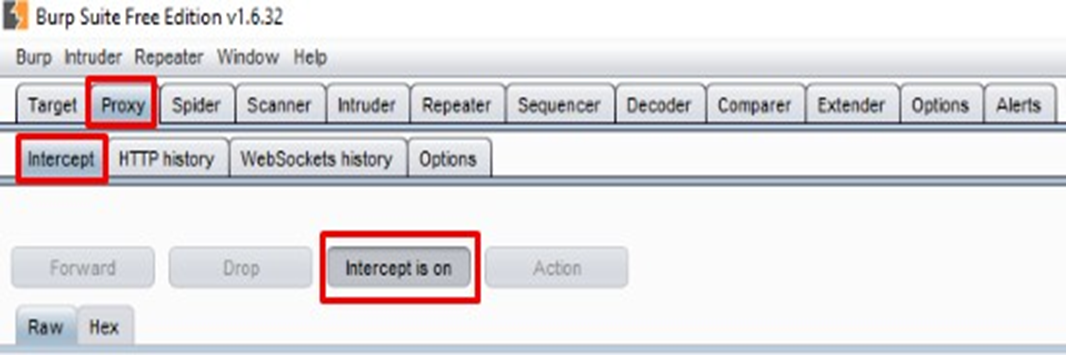 Burp Suite Free Edition v1.6.32
Burp Intruder Repeater Window Help
Target Proxy Spider Scanner Intruder Repeater Sequencer Decoder Comparer Extender Options Alerts
Intercept HTTP history WebSockets history Options
Forward Drop Intercept is on Action
Raw Hex